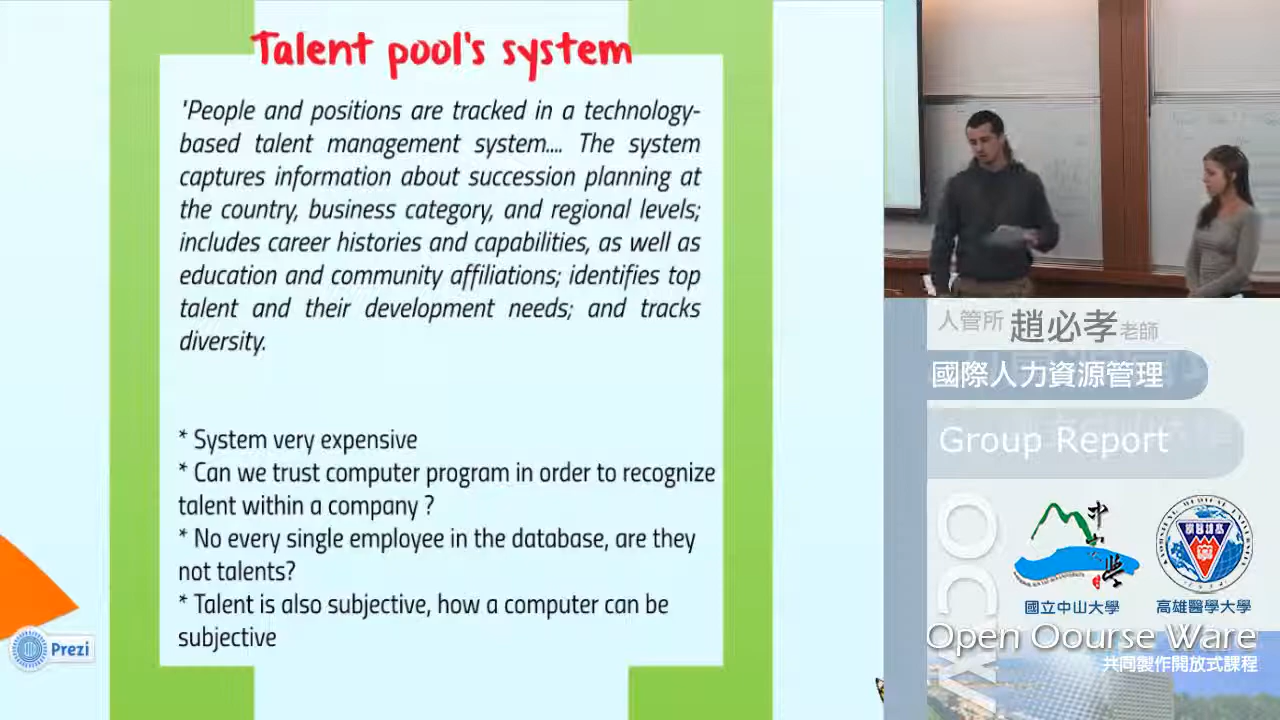 Talent pool's system
'People and positions are tracked in a technology-
based talent management system.... The system
captures information about succession planning at
the country, business category, and regional levels;
includes career histories and capabilities, as well as
education and community affiliations; identifies top
talent and their development needs; and tracks
diversity.
* System very expensive
* Can we trust computer program in order to recognize
talent within a company ?
* No every single employee in the database, are they
not talents?
* Talent is also subjective, how a computer can be
subjective
Prezi
人管所 趙必孝老師
國際人力資源管理
Group Report
OCW
國立中山大學
高雄醫學大學
Open Oourse Ware
共同製作開放式課程